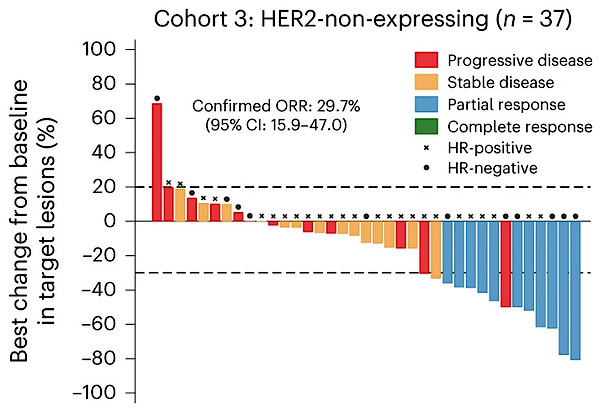 Cohort 3: HER2-non-expressing (n = 37)
Best change from baseline
in target lesions (%)
100
80
60
40
20
0
−20
−40
−60
−80
−100
Confirmed ORR: 29.7%
(95% CI: 15.9–47.0)
Progressive disease
Stable disease
Partial response
Complete response
× HR-positive
• HR-negative